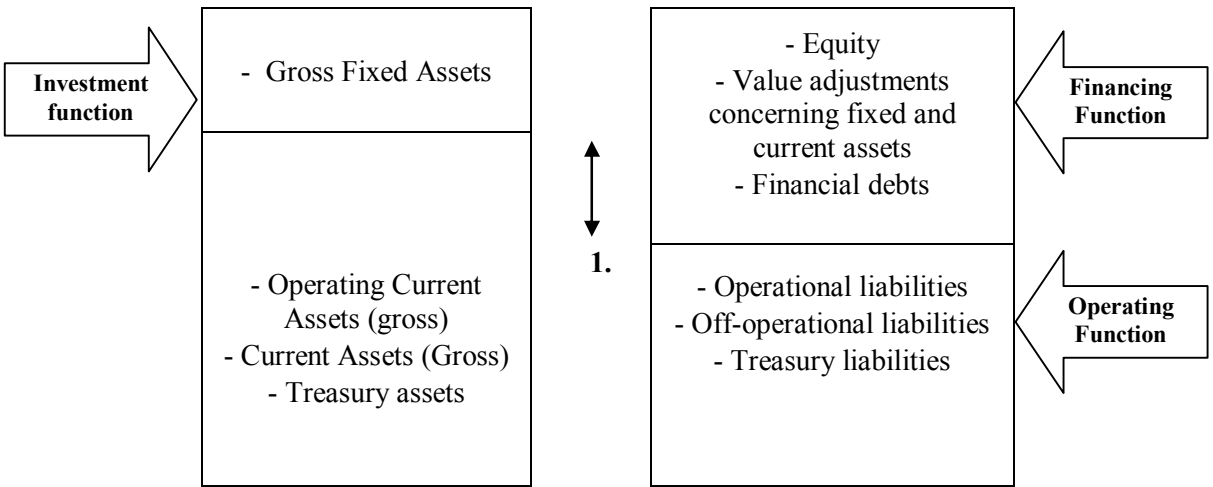 Investment
function
- Gross Fixed Assets
- Operating Current
Assets (gross)
- Current Assets (Gross)
- Treasury assets
1.
- Equity
- Value adjustments
concerning fixed and
current assets
- Financial debts
- Operational liabilities
- Off-operational liabilities
- Treasury liabilities
Financing
Function
Operating
Function